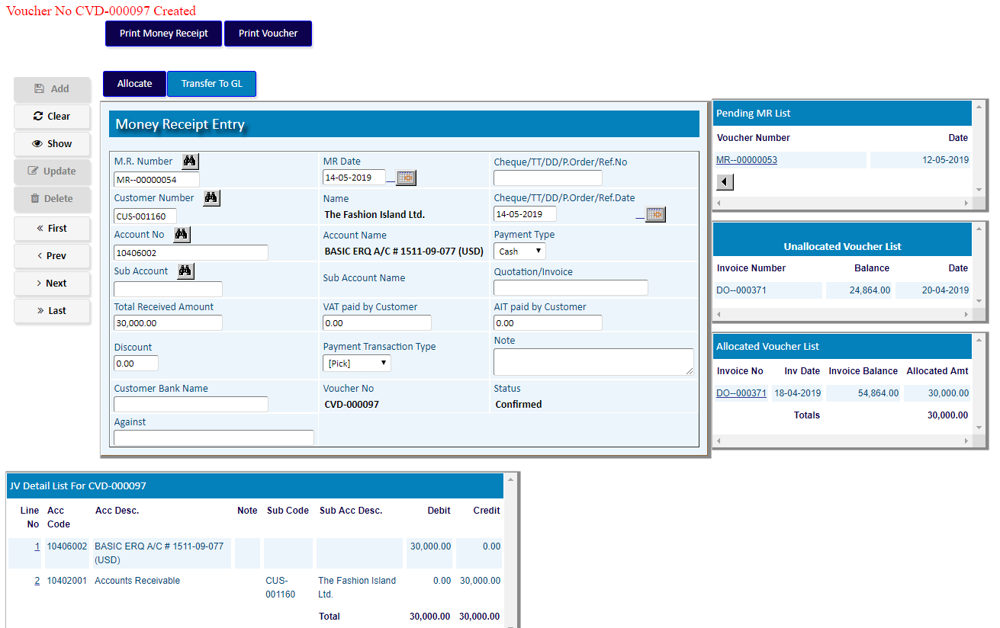 Voucher No CVD-000097 Created
Print Money Receipt Print Voucher
Allocate Transfer To GL
Add
Clear
Show
Update
Delete
« First
‹ Prev
› Next
» Last
Money Receipt Entry
M.R. Number MR Date Cheque/TT/DD/P.Order/Ref.No
MR--00000054 14-05-2019
Customer Number Name Cheque/TT/DD/P.Order/Ref.Date
CUS-001160 The Fashion Island Ltd. 14-05-2019
Account No Account Name Payment Type
10406002 BASIC ERQ A/C # 1511-09-077 (USD) Cash
Sub Account Sub Account Name Quotation/Invoice
Total Received Amount VAT paid by Customer AIT paid by Customer
30,000.00 0.00 0.00
Discount Payment Transaction Type Note
0.00 [Pick]
Customer Bank Name Voucher No Status
CVD-000097 Confirmed
Against
Pending MR List
Voucher Number Date
MR--00000053 12-05-2019
Unallocated Voucher List
Invoice Number Balance Date
DO--000371 24,864.00 20-04-2019
Allocated Voucher List
Invoice No Inv Date Invoice Balance Allocated Amt
DO--000371 18-04-2019 54,864.00 30,000.00
Totals 30,000.00
JV Detail List For CVD-000097
Line Acc Acc Desc. Note Sub Code Sub Acc Desc. Debit Credit
No Code
1 10406002 BASIC ERQ A/C # 1511-09-077 30,000.00 0.00
(USD)
2 10402001 Accounts Receivable CUS- The Fashion Island 0.00 30,000.00
001160 Ltd.
Total 30,000.00 30,000.00